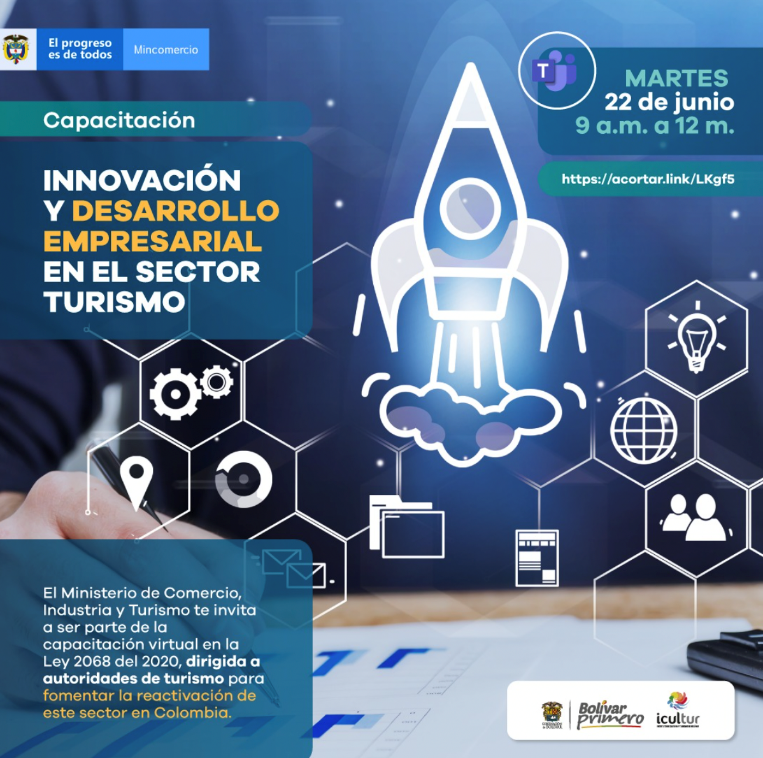 El progreso
es de todos
Mincomercio
T
MARTES
22 de junio
9 a.m. a 12 m.
https://acortar.link/LKgf5
Capacitación
INNOVACIÓN
Y DESARROLLO
EMPRESARIAL
EN EL SECTOR
TURISMO
El Ministerio de Comercio,
Industria y Turismo te invita
a ser parte de la
capacitación virtual en la
Ley 2068 del 2020, dirigida a
autoridades de turismo para
fomentar la reactivación de
este sector en Colombia.
Bolívar
primero
icultur